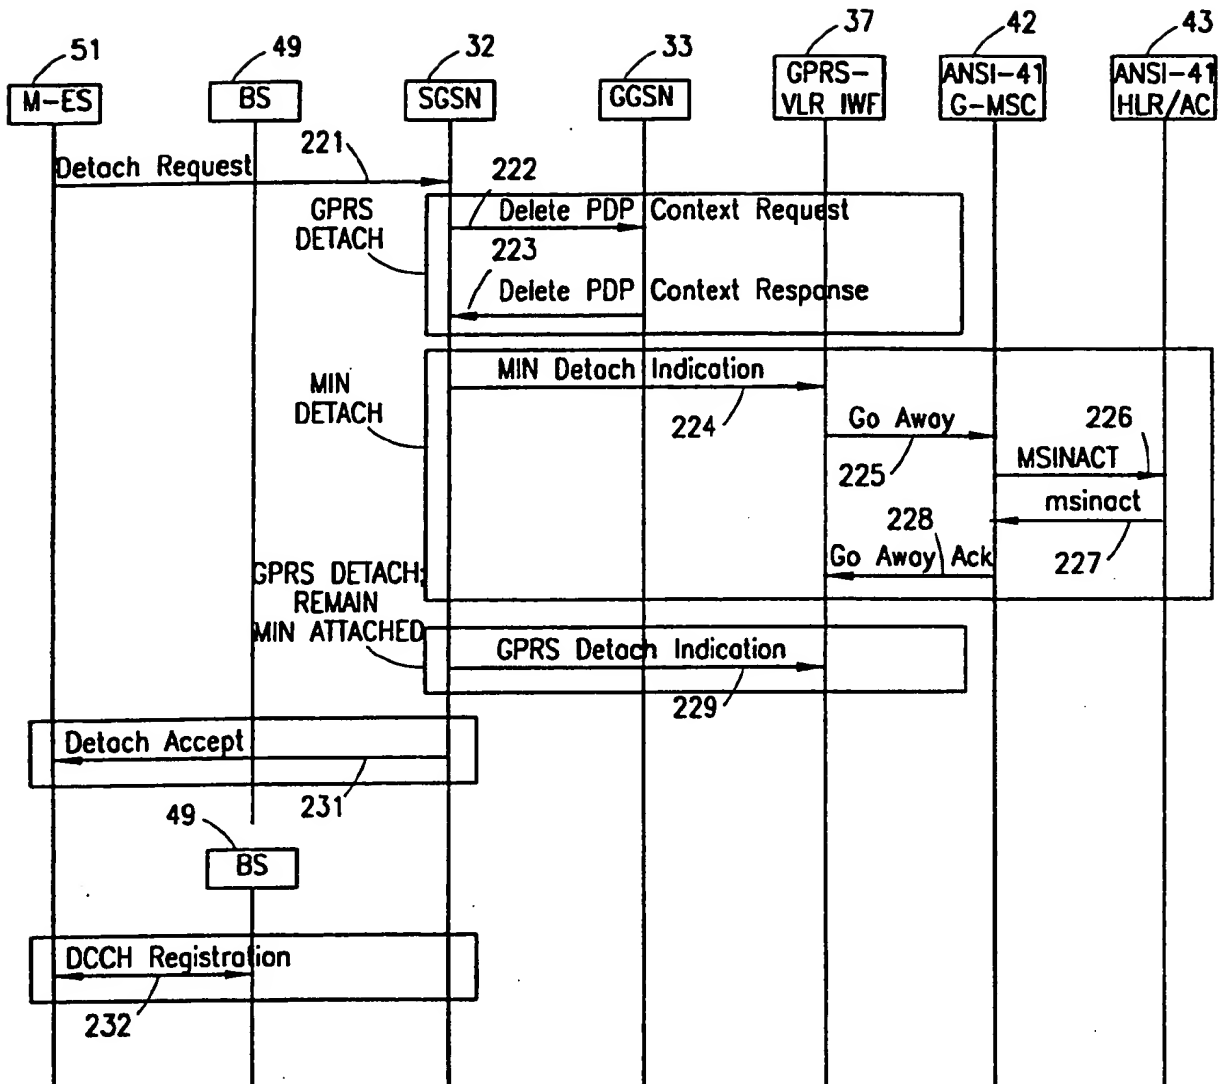 51
49
32
33
37
42
43
M-ES
BS
SGSN
GGSN
GPRS-
VLR IWF
ANSI-41
G-MSC
ANSI-41
HLR/AC
221
Detach Request
222
GPRS
DETACH
Delete PDP Context Request
223
Delete PDP Context Response
MIN
DETACH
MIN Detach Indication
224
Go Away
225
226
MSINACT
msinact
228
227
Go Away Ack
GPRS DETACH;
REMAIN
MIN ATTACHED
GPRS Detach Indication
229
Detach Accept
231
49
BS
DCCH Registration
232